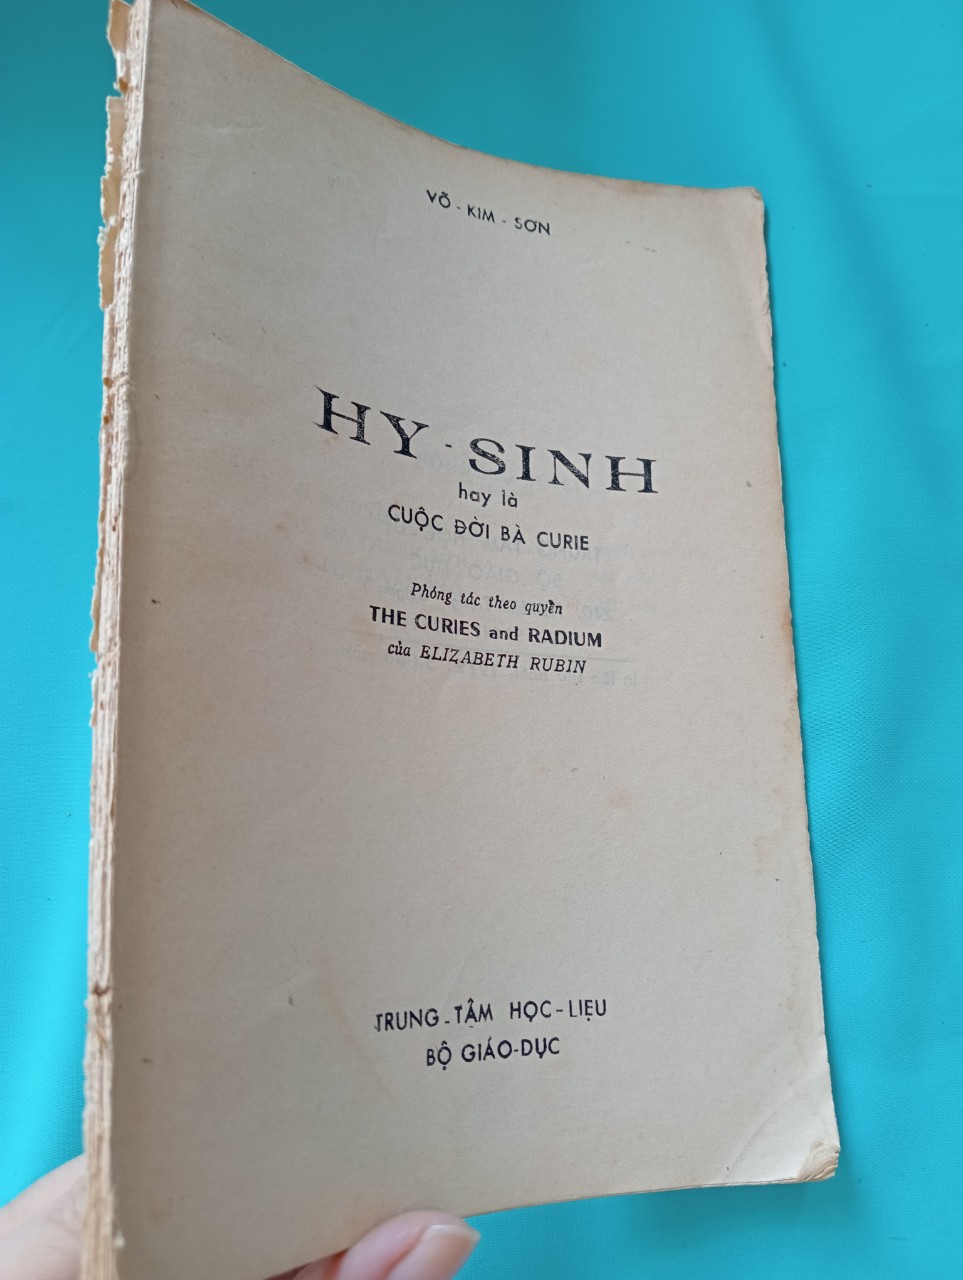 VÕ - KIM - SƠN
HY - SINH
hay là
CUỘC ĐỜI BÀ CURIE
Phóng tác theo quyển
THE CURIES and RADIUM
của ELIZABETH RUBIN
TRUNG-TÂM HỌC-LIỆU
BỘ GIÁO-DỤC